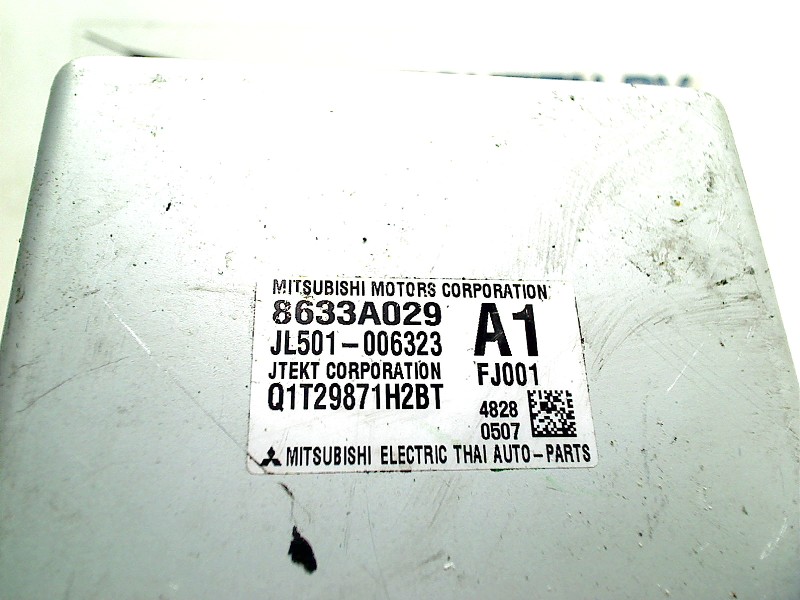 MITSUBISHI MOTORS CORPORATION
8633A029
A1
JL501-006323
JTEKT CORPORATION
FJ001
Q1T29871H2BT
4828
0507
MITSUBISHI ELECTRIC THAI AUTO-PARTS